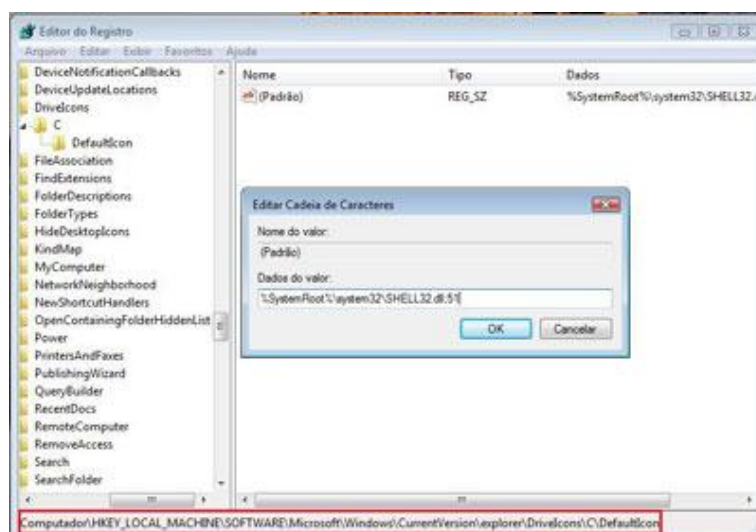 Editor do Registro
Arquivo Editar Exibir Favoritos Ajuda
DeviceNotificationCallbacks
DeviceUpdateLocations
DriveIcons
C
DefaultIcon
FileAssociation
FindExtensions
FolderDescriptions
FolderTypes
HideDesktopIcons
KindMap
MyComputer
NetworkNeighborhood
NewShortcutHandlers
OpenContainingFolderHiddenList
Power
PrintersAndFaxes
PublishingWizard
QueryBuilder
RecentDocs
RemoteComputer
RemoveAccess
Search
SearchFolder
Nome Tipo Dados
ab (Padrão) REG_SZ %SystemRoot%\system32\SHELL32.
Editar Cadeia de Caracteres
Nome do valor:
(Padrão)
Dados do valor:
%SystemRoot%\system32\SHELL32.dll;51
OK Cancelar
Computador\HKEY_LOCAL_MACHINE\SOFTWARE\Microsoft\Windows\CurrentVersion\explorer\DriveIcons\C\DefaultIcon